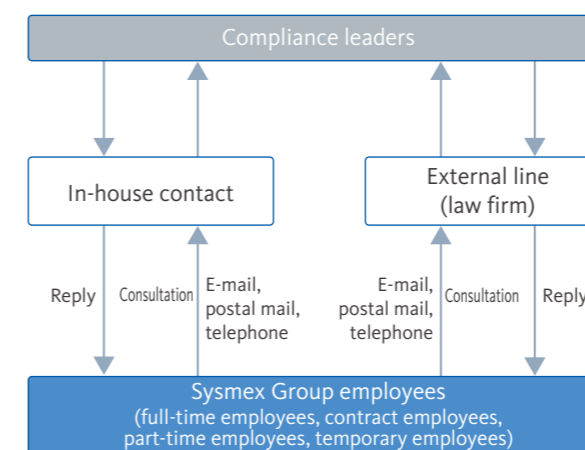 Compliance leaders
In-house contact
External line
(law firm)
Reply
Consultation
E-mail,
postal mail,
telephone
E-mail,
postal mail,
telephone
Consultation
Reply
Sysmex Group employees
(full-time employees, contract employees,
part-time employees, temporary employees)